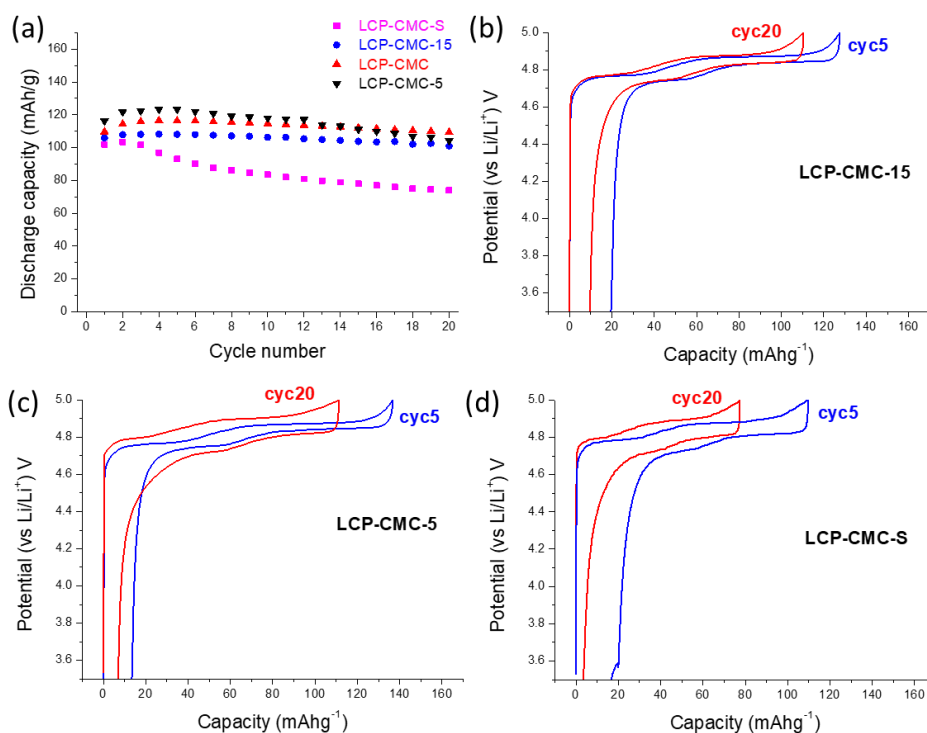 (a)
LCP-CMC-S
LCP-CMC-15
LCP-CMC
LCP-CMC-5
160
140
120
100
80
60
40
20
0
0 2 4 6 8 10 12 14 16 18 20
Discharge capacity (mAh/g)
Cycle number
(b)
cyc20
cyc5
5.0
4.8
4.6
4.4
4.2
4.0
3.8
3.6
0 20 40 60 80 100 120 140 160
Potential (vs Li/Li⁺) V
LCP-CMC-15
Capacity (mAhg⁻¹)
(c)
cyc20
cyc5
5.0
4.8
4.6
4.4
4.2
4.0
3.8
3.6
0 20 40 60 80 100 120 140 160
Potential (vs Li/Li⁺) V
LCP-CMC-5
Capacity (mAhg⁻¹)
(d)
cyc20
cyc5
5.0
4.8
4.6
4.4
4.2
4.0
3.8
3.6
0 20 40 60 80 100 120 140 160
Potential (vs Li/Li⁺) V
LCP-CMC-S
Capacity (mAhg⁻¹)